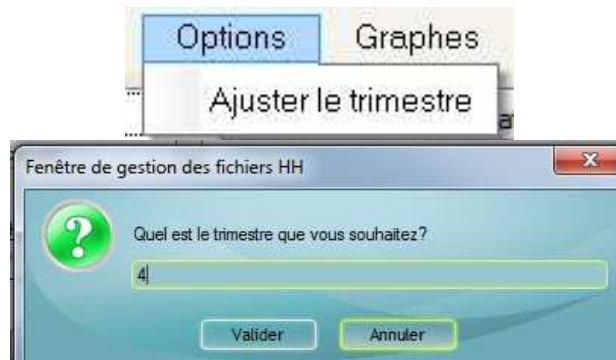 Options Graphes
Ajuster le trimestre
Fenêtre de gestion des fichiers HH
Quel est le trimestre que vous souhaitez?
4
Valider Annuler